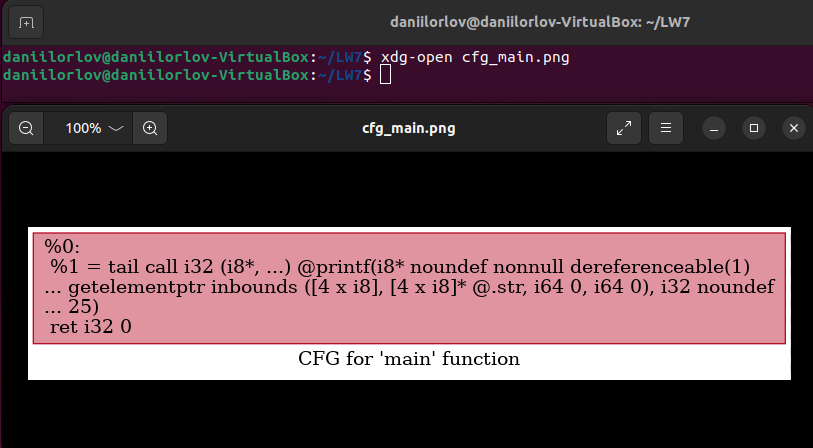 daniilorlov@daniilorlov-VirtualBox: ~/LW7
daniilorlov@daniilorlov-VirtualBox:~/LW7$ xdg-open cfg_main.png
daniilorlov@daniilorlov-VirtualBox:~/LW7$
100%
cfg_main.png
%0:
%1 = tail call i32 (i8*, ...) @printf(i8* noundef nonnull dereferenceable(1)
... getelementptr inbounds ([4 x i8], [4 x i8]* @.str, i64 0, i64 0), i32 noundef
... 25)
ret i32 0
CFG for 'main' function